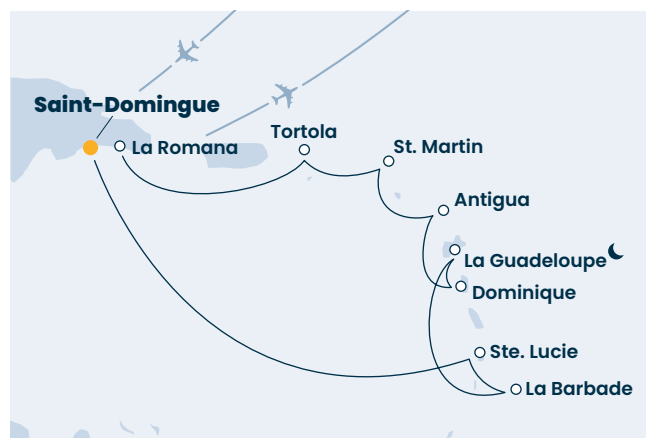 Saint-Domingue
La Romana
Tortola
St. Martin
Antigua
La Guadeloupe
Dominique
Ste. Lucie
La Barbade